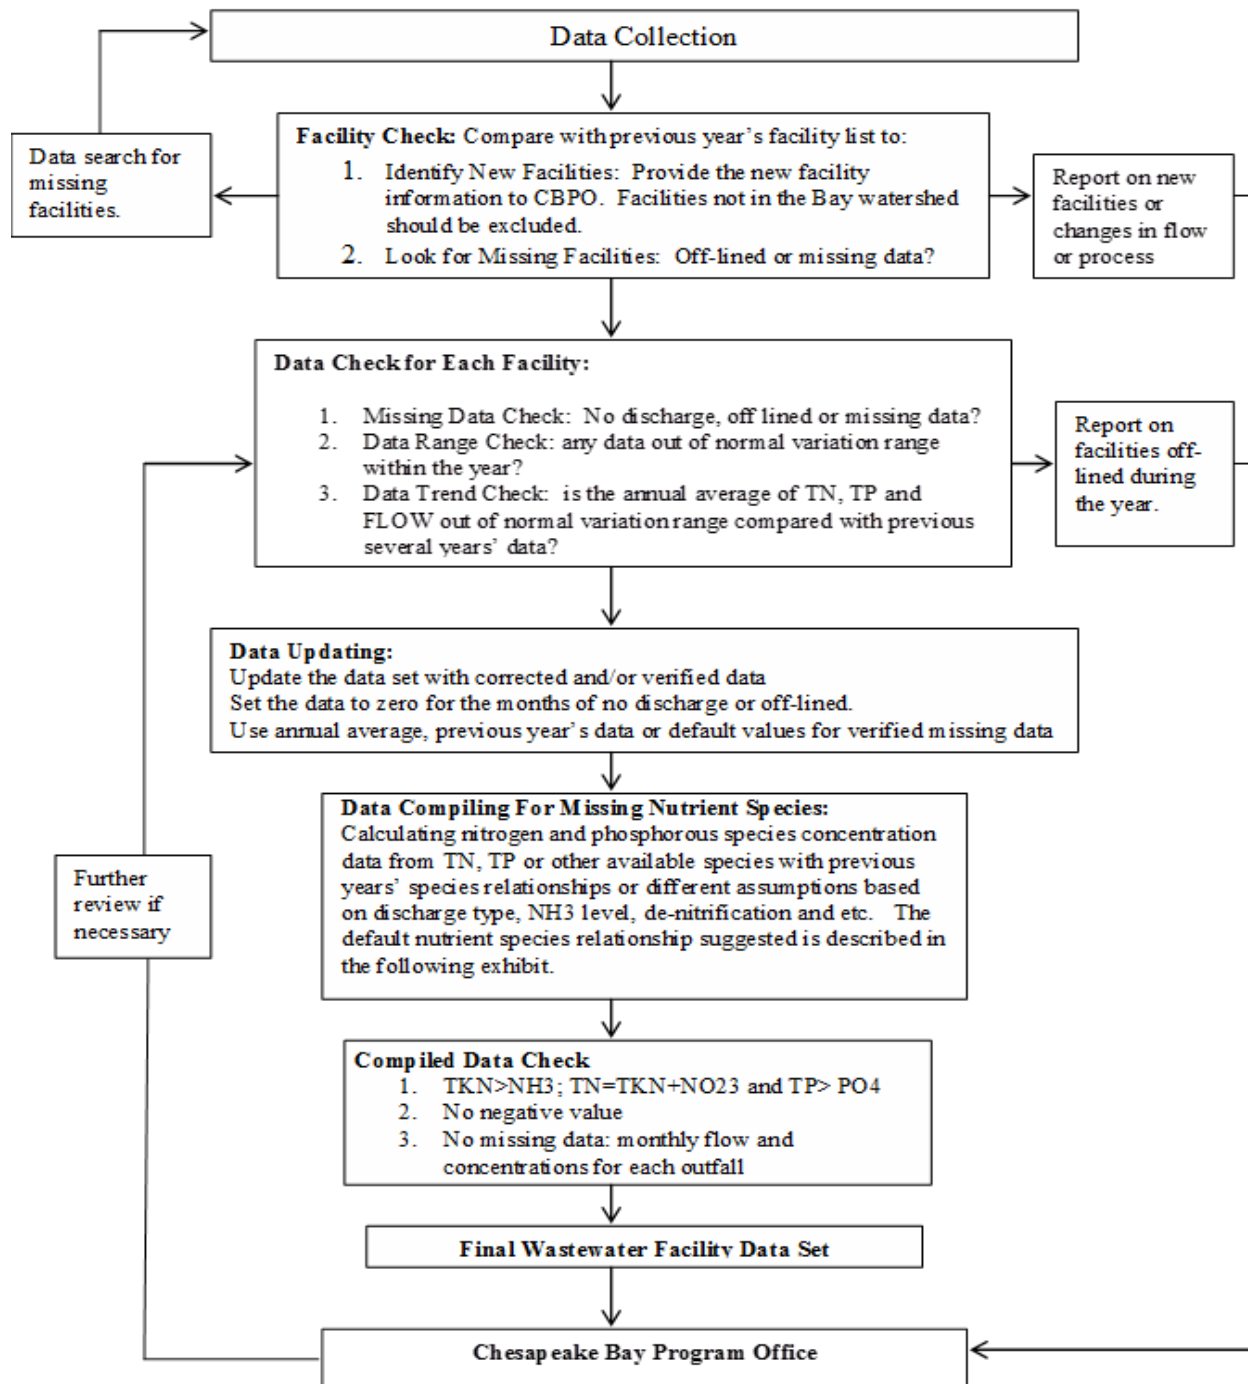 Data Collection
Data search for
missing
facilities.
Facility Check: Compare with previous year's facility list to:
1. Identify New Facilities: Provide the new facility
information to CBPO. Facilities not in the Bay watershed
should be excluded.
2. Look for Missing Facilities: Off-lined or missing data?
Report on new
facilities or
changes in flow
or process
Data Check for Each Facility:
1. Missing Data Check: No discharge, off lined or missing data?
2. Data Range Check: any data out of normal variation range
within the year?
3. Data Trend Check: is the annual average of TN, TP and
FLOW out of normal variation range compared with previous
several years' data?
Report on
facilities off-
lined during
the year.
Data Updating:
Update the data set with corrected and/or verified data
Set the data to zero for the months of no discharge or off-lined.
Use annual average, previous year's data or default values for verified missing data
Data Compiling For Missing Nutrient Species:
Calculating nitrogen and phosphorous species concentration
data from TN, TP or other available species with previous
years' species relationships or different assumptions based
on discharge type, NH3 level, de-nitrification and etc. The
default nutrient species relationship suggested is described in
the following exhibit.
Further
review if
necessary
Compiled Data Check
1. TKN>NH3; TN=TKN+NO23 and TP> PO4
2. No negative value
3. No missing data: monthly flow and
concentrations for each outfall
Final Wastewater Facility Data Set
Chesapeake Bay Program Office